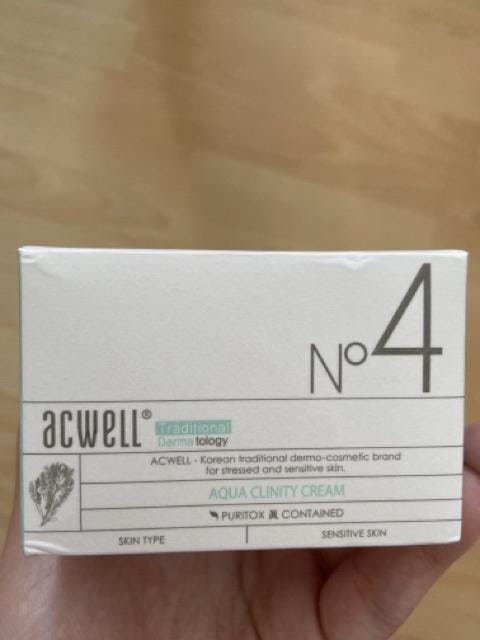 Nº4
acwell® Traditional
Dermatology
ACWELL - Korean traditional dermo-cosmetic brand
for stressed and sensitive skin.
AQUA CLINITY CREAM
PURITOX CONTAINED
SKIN TYPE SENSITIVE SKIN